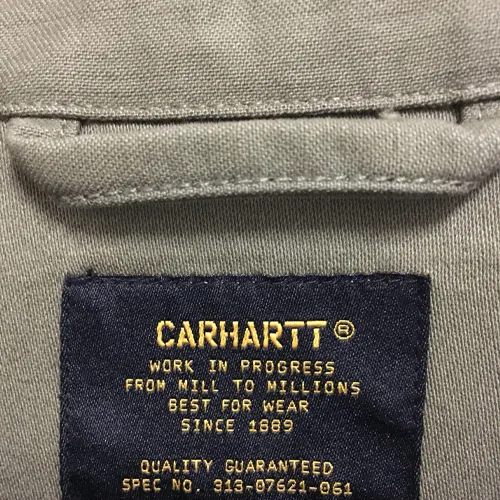 CARHARTT ®
WORK IN PROGRESS
FROM MILL TO MILLIONS
BEST FOR WEAR
SINCE 1889
QUALITY GUARANTEED
SPEC NO. 313-07621-061